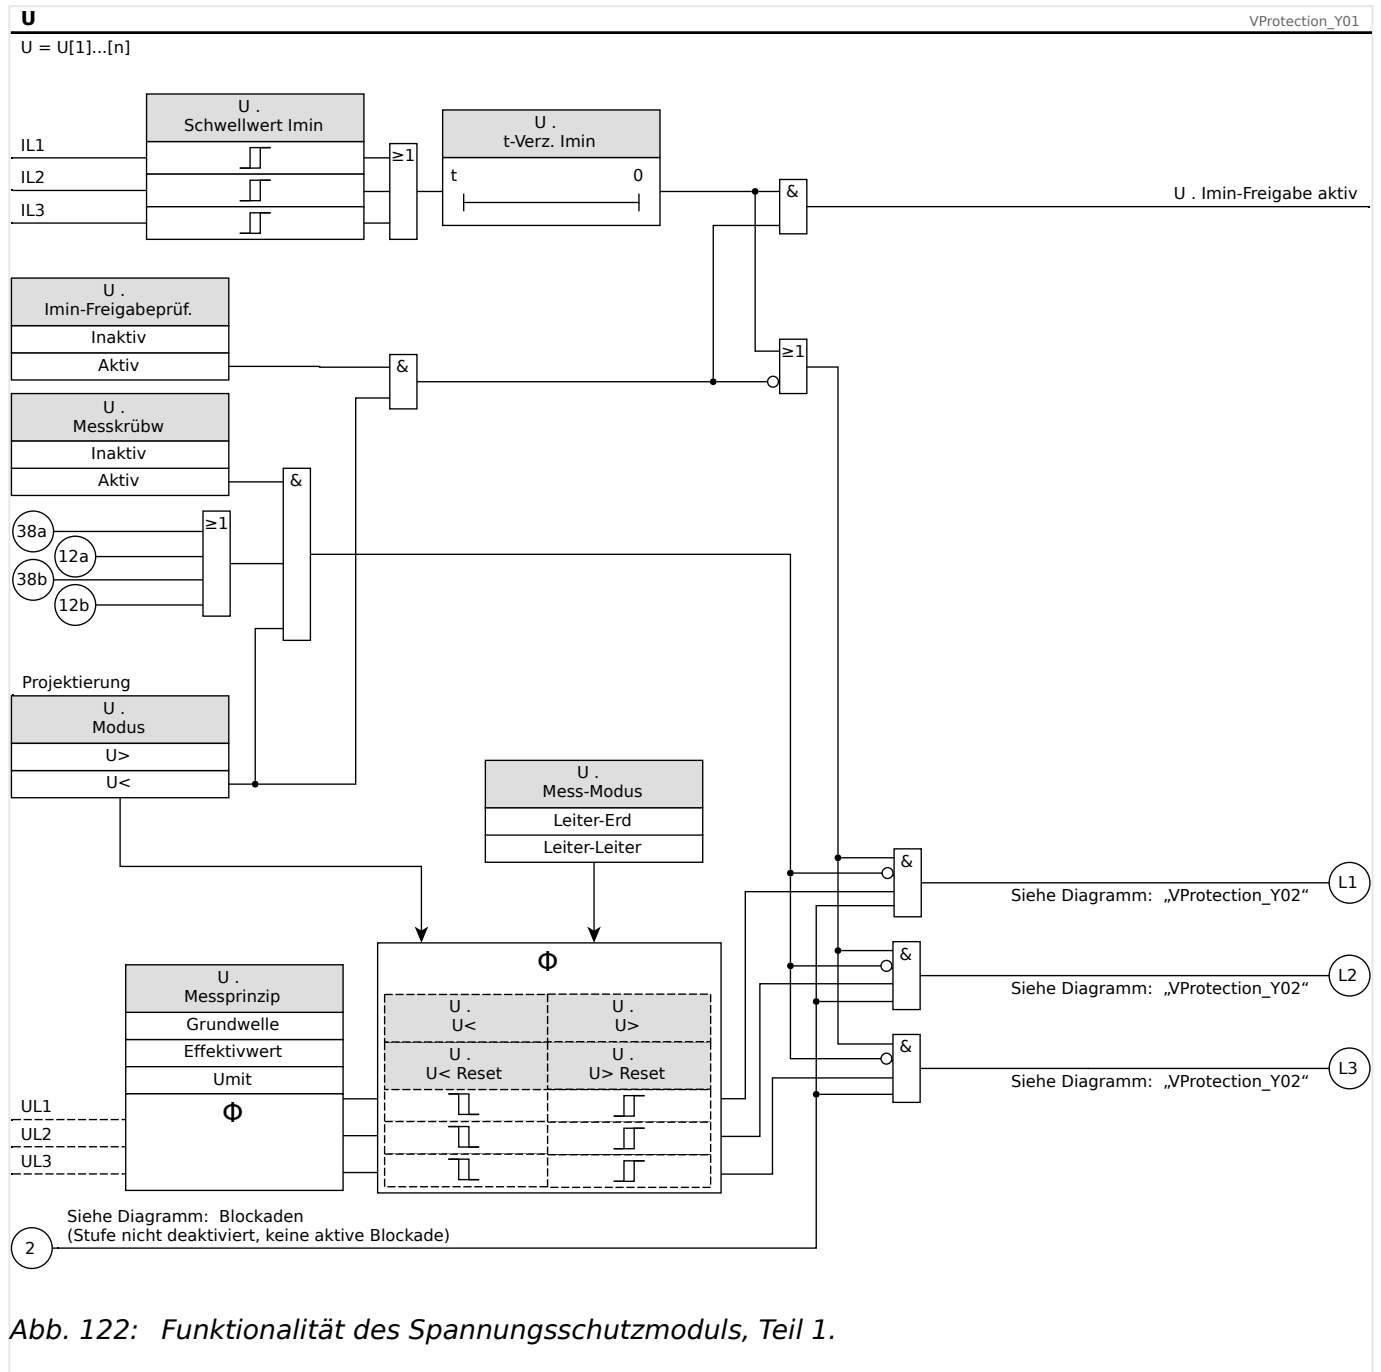 U
VProtection_Y01
U = U[1]...[n]
U .
Schwellwert Imin
IL1
IL2
IL3
≥1
U .
t-Verz. Imin
t
0
&
U . Imin-Freigabe aktiv
U .
Imin-Freigabeprüf.
Inaktiv
Aktiv
&
≥1
U .
Messkrübw
Inaktiv
Aktiv
&
≥1
38a
12a
38b
12b
Projektierung
U .
Modus
U>
U<
U .
Mess-Modus
Leiter-Erd
Leiter-Leiter
&
L1
Siehe Diagramm: „VProtection_Y02“
&
L2
Siehe Diagramm: „VProtection_Y02“
&
L3
Siehe Diagramm: „VProtection_Y02“
U .
Messprinzip
Grundwelle
Effektivwert
Umit
Φ
UL1
UL2
UL3
Φ
U .
U<
U .
U>
U .
U< Reset
U .
U> Reset
Siehe Diagramm: Blockaden
(Stufe nicht deaktiviert, keine aktive Blockade)
2
Abb. 122: Funktionalität des Spannungsschutzmoduls, Teil 1.